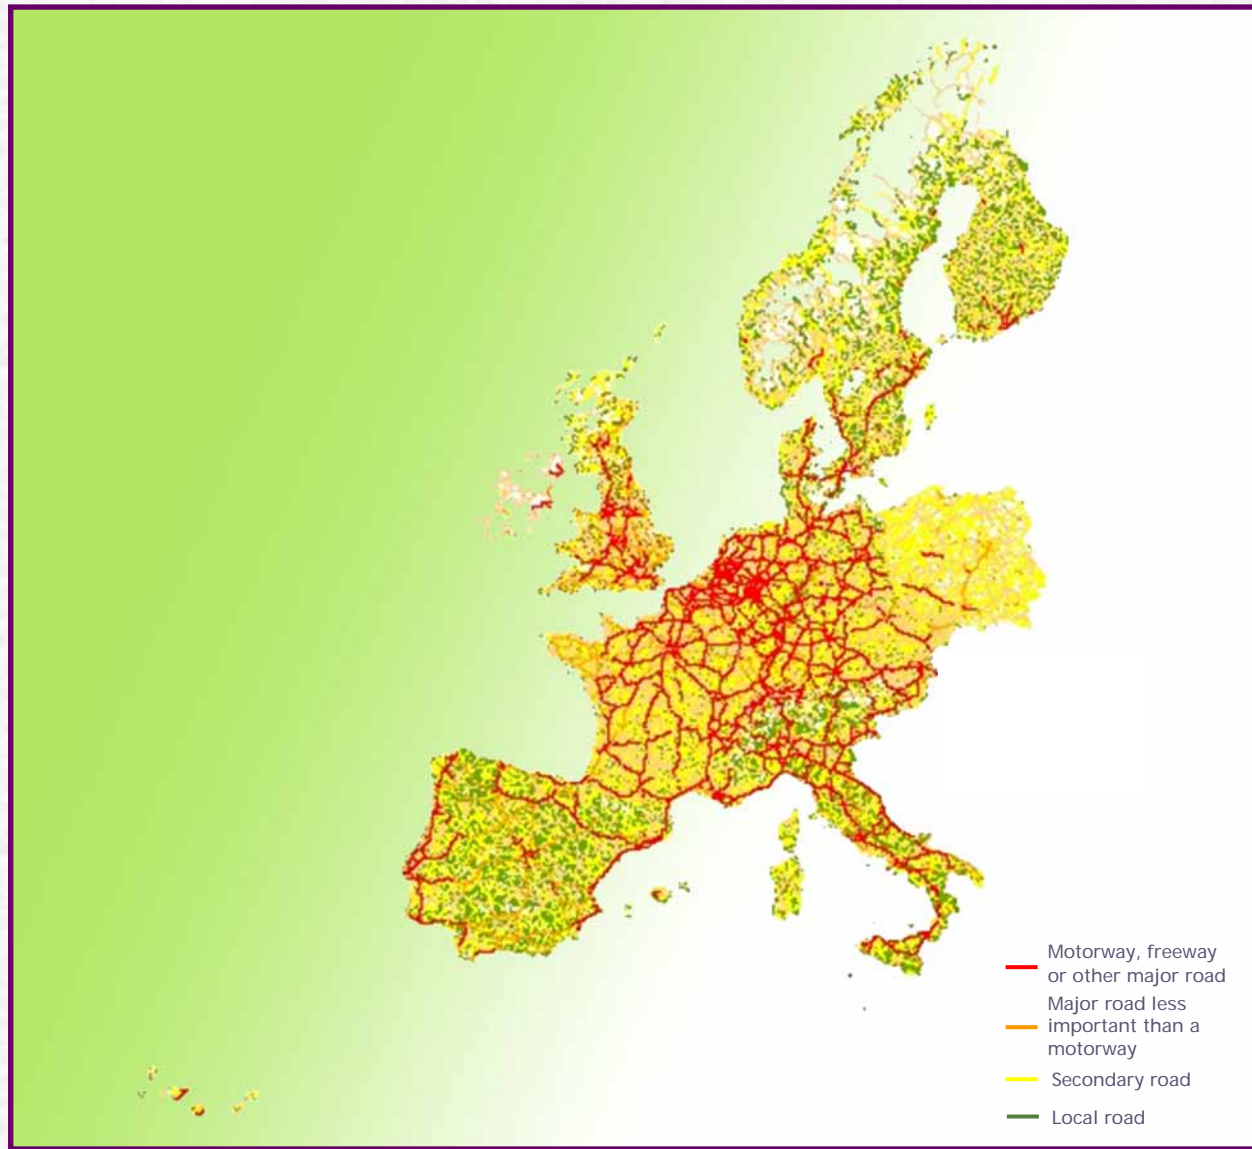 Motorway, freeway
or other major road
Major road less
important than a
motorway
Secondary road
Local road